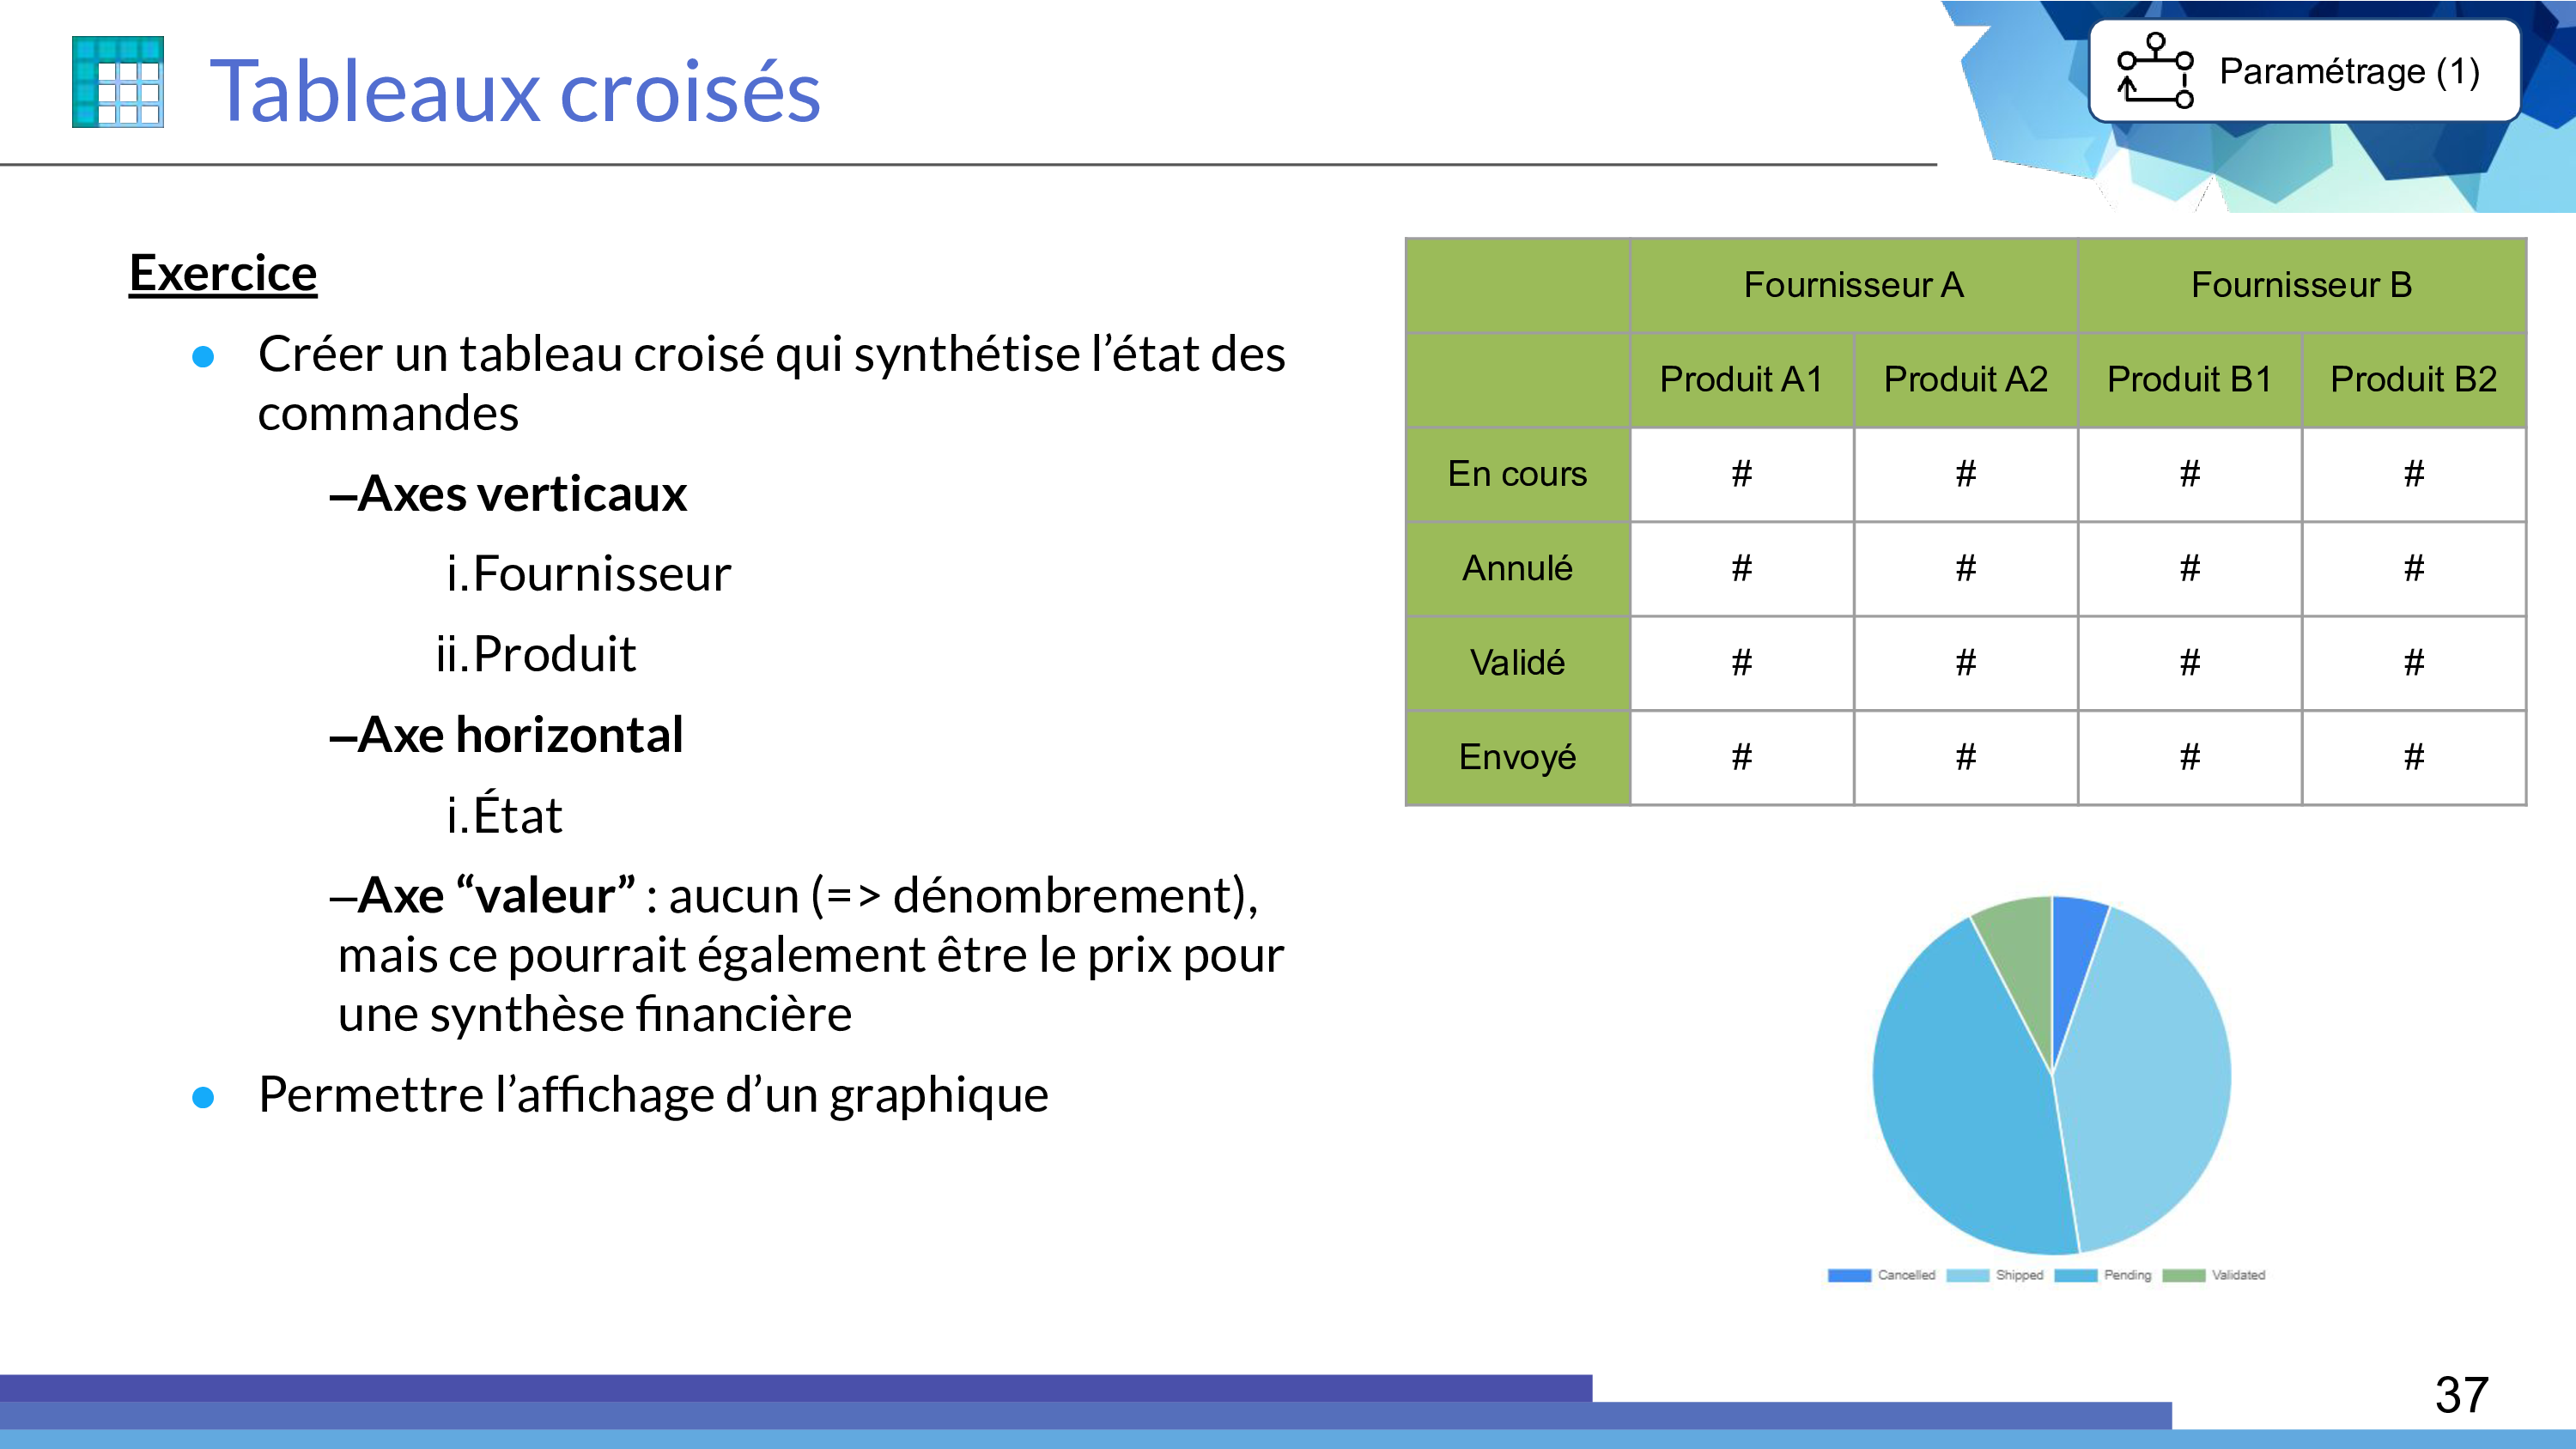 Tableaux croisés
Paramétrage (1)
Exercice
● Créer un tableau croisé qui synthétise l’état des
commandes
–Axes verticaux
i.Fournisseur
ii.Produit
–Axe horizontal
i.État
–Axe “valeur” : aucun (=> dénombrement),
mais ce pourrait également être le prix pour
une synthèse financière
● Permettre l’affichage d’un graphique
Fournisseur A Fournisseur B
Produit A1 Produit A2 Produit B1 Produit B2
En cours # # # #
Annulé # # # #
Validé # # # #
Envoyé # # # #
Cancelled Shipped Pending Validated
37